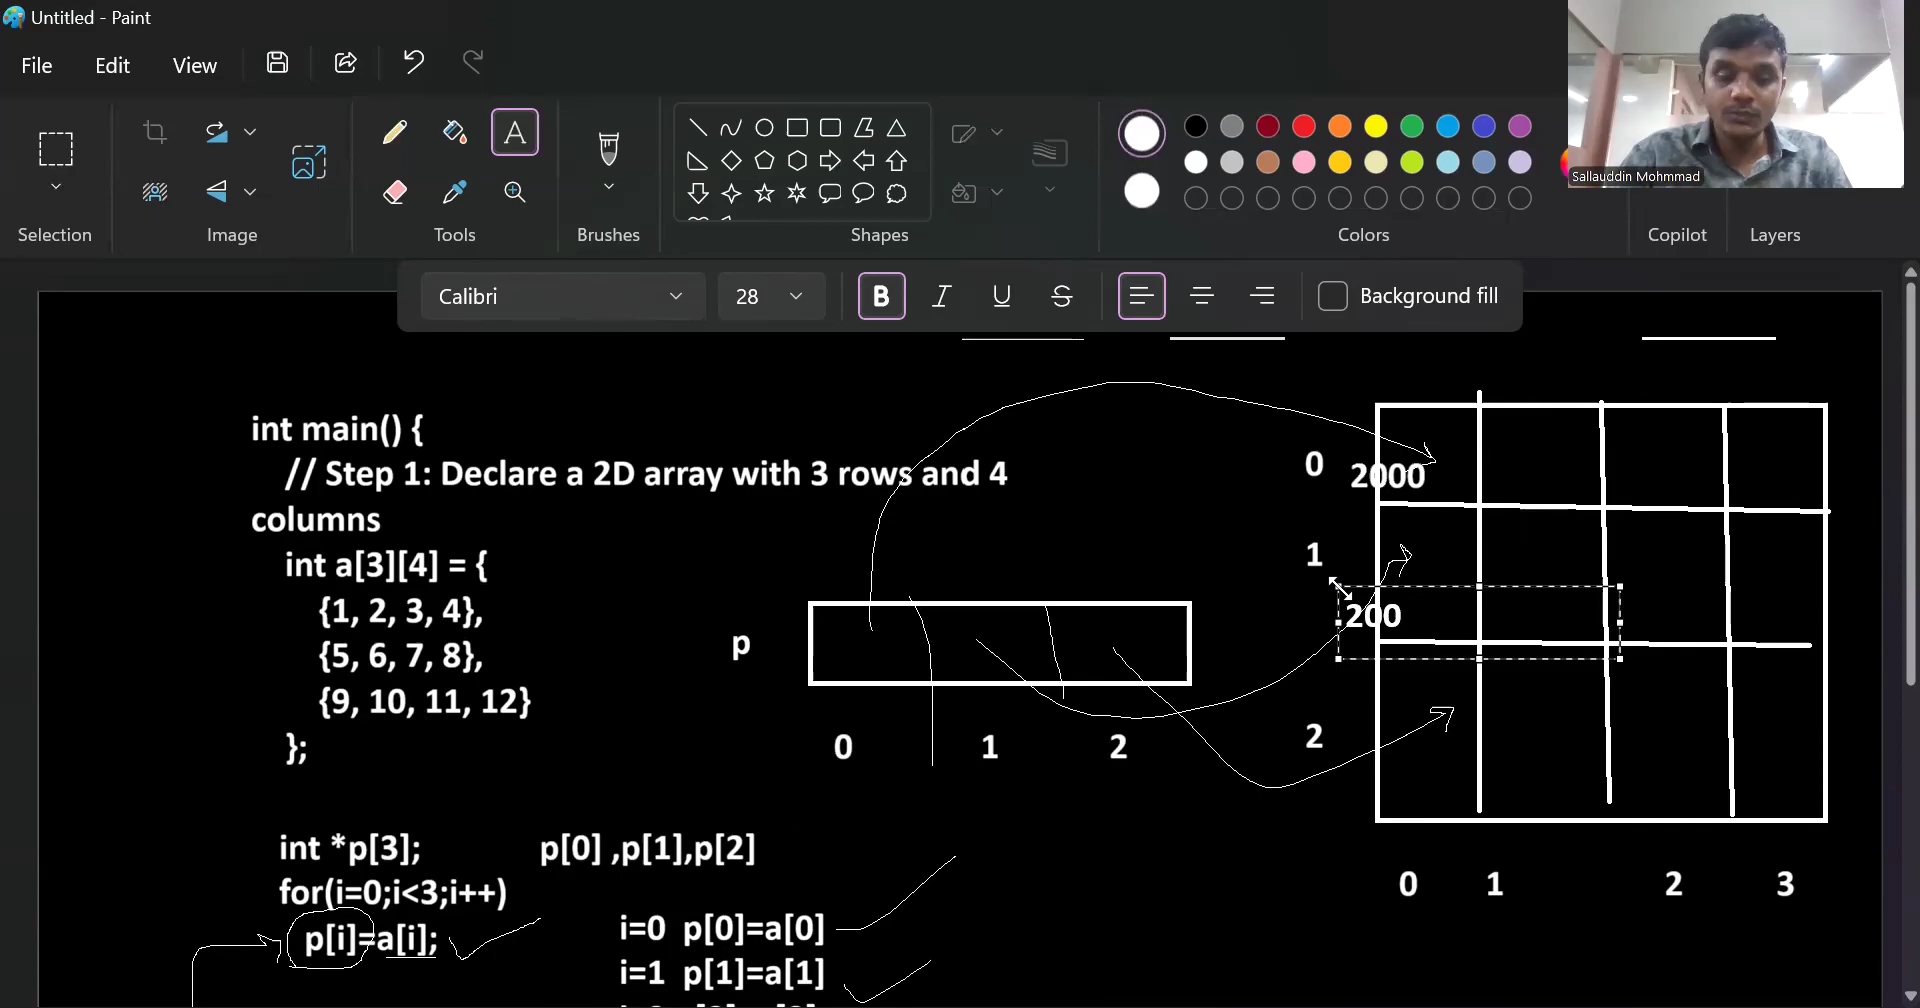 Untitled - Paint
File Edit View
Selection Image Tools Brushes Shapes Colors Copilot Layers
Sallauddin Mohmmad
Calibri 28 B I U S Background fill
int main() {
// Step 1: Declare a 2D array with 3 rows and 4
columns
int a[3][4] = {
{1, 2, 3, 4},
{5, 6, 7, 8},
{9, 10, 11, 12}
};
p
0 1 2
0 2000
1
200
2
0 1 2 3
int *p[3]; p[0] ,p[1],p[2]
for(i=0;i<3;i++)
p[i]=a[i];
i=0 p[0]=a[0]
i=1 p[1]=a[1]